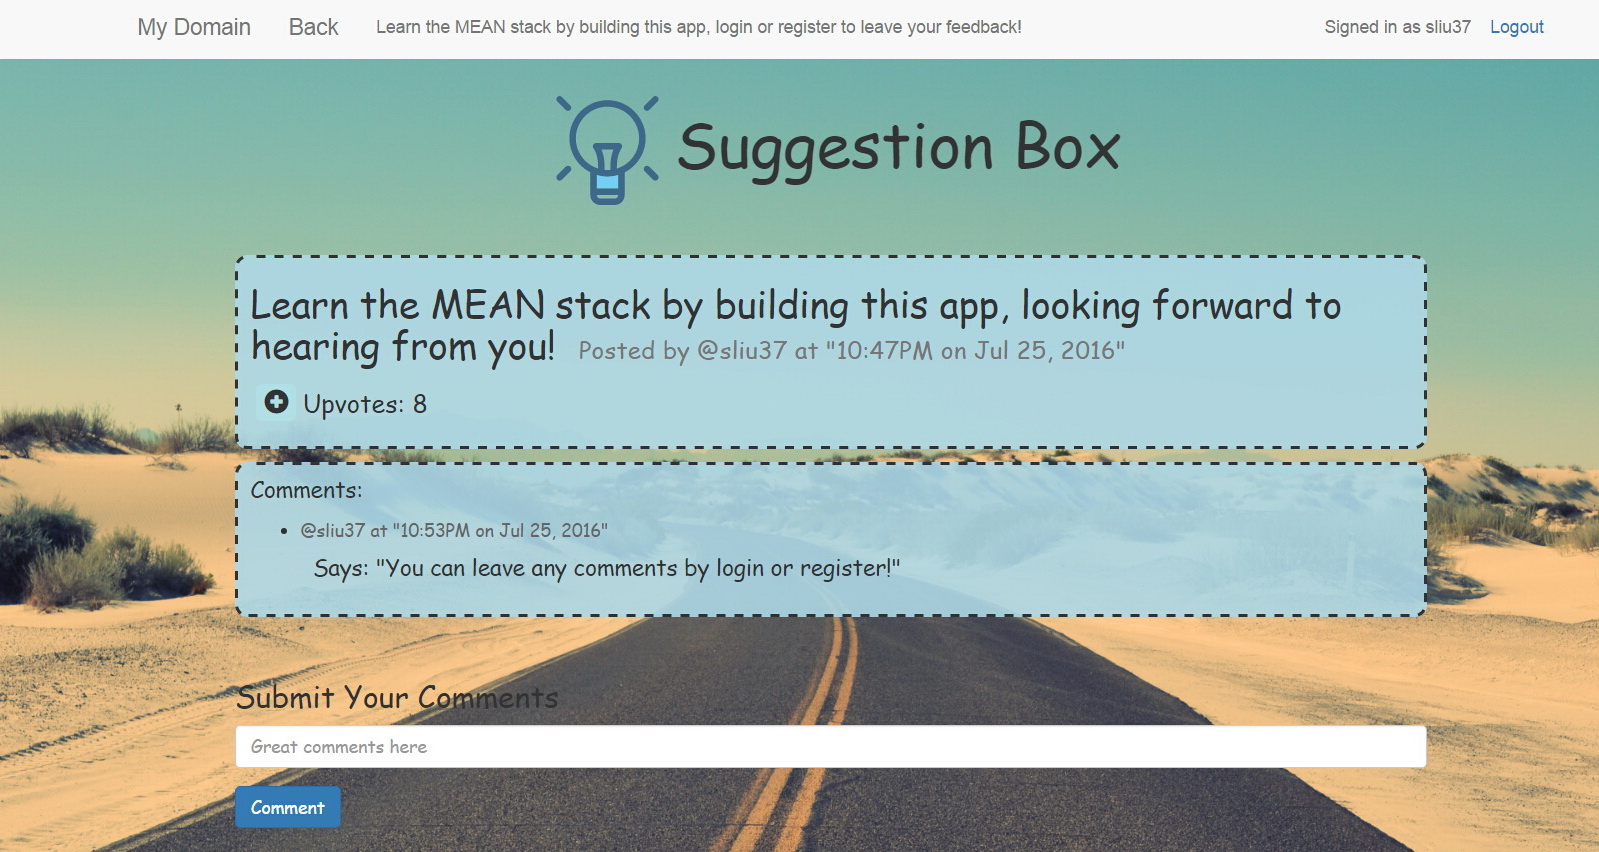 My Domain Back Learn the MEAN stack by building this app, login or register to leave your feedback! Signed in as sliu37 Logout
Suggestion Box
Learn the MEAN stack by building this app, looking forward to
hearing from you! Posted by @sliu37 at "10:47PM on Jul 25, 2016"
Upvotes: 8
Comments:
@sliu37 at "10:53PM on Jul 25, 2016"
Says: "You can leave any comments by login or register!"
Submit Your Comments
Great comments here
Comment